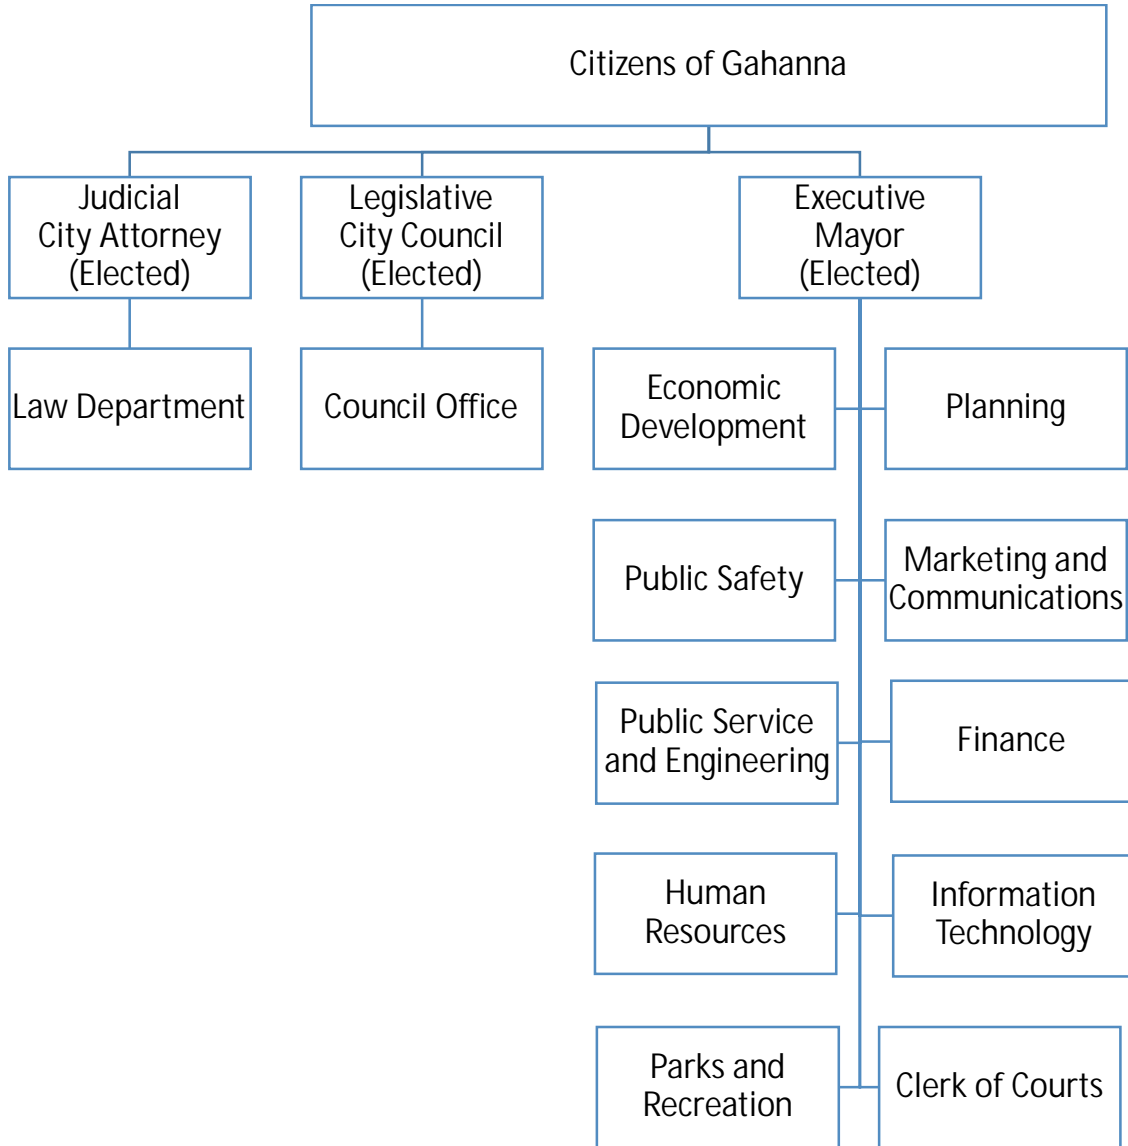 Citizens of Gahanna
Judicial
City Attorney
(Elected)
Legislative
City Council
(Elected)
Executive
Mayor
(Elected)
Law Department
Council Office
Economic
Development
Planning
Public Safety
Marketing and
Communications
Public Service
and Engineering
Finance
Human
Resources
Information
Technology
Parks and
Recreation
Clerk of Courts